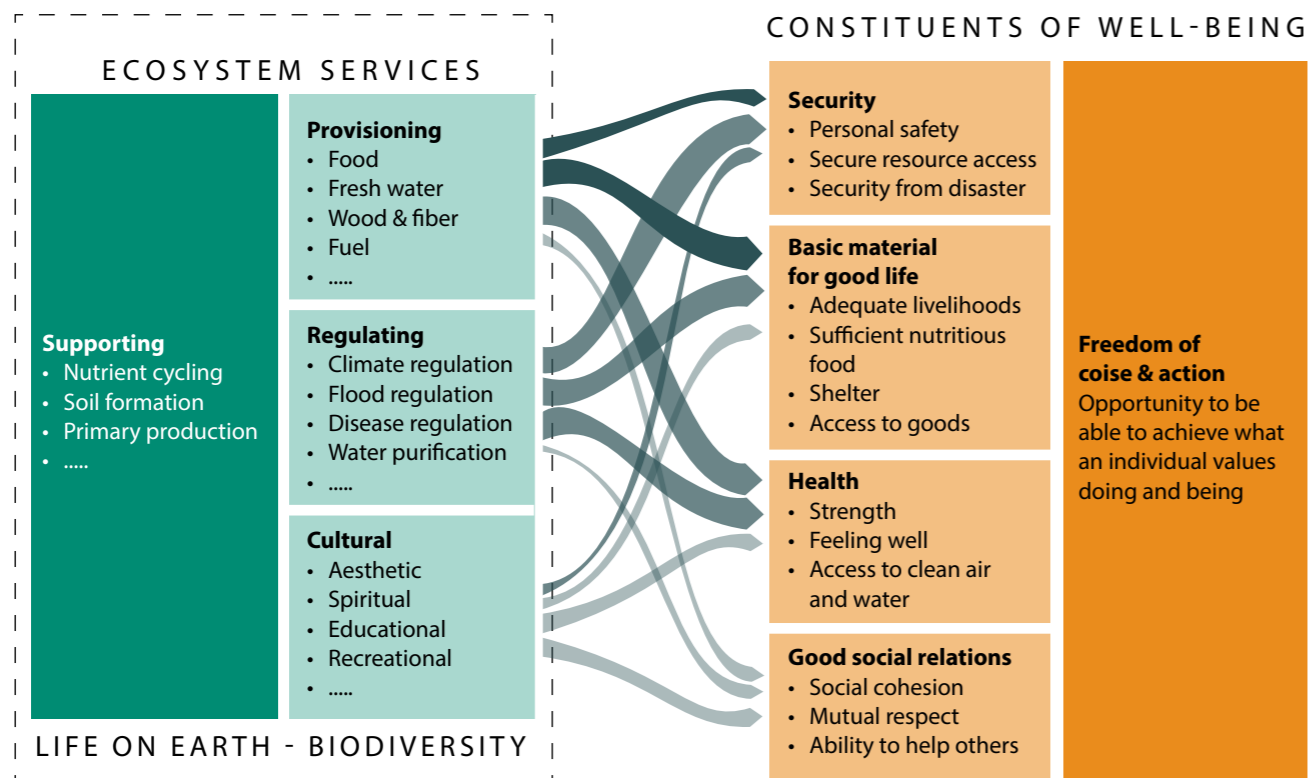 ECOSYSTEM SERVICES
Supporting
• Nutrient cycling
• Soil formation
• Primary production
• .....
Provisioning
• Food
• Fresh water
• Wood & fiber
• Fuel
• .....
Regulating
• Climate regulation
• Flood regulation
• Disease regulation
• Water purification
• .....
Cultural
• Aesthetic
• Spiritual
• Educational
• Recreational
• .....
LIFE ON EARTH - BIODIVERSITY
CONSTITUENTS OF WELL-BEING
Security
• Personal safety
• Secure resource access
• Security from disaster
Basic material
for good life
• Adequate livelihoods
• Sufficient nutritious
food
• Shelter
• Access to goods
Health
• Strength
• Feeling well
• Access to clean air
and water
Good social relations
• Social cohesion
• Mutual respect
• Ability to help others
Freedom of
coise & action
Opportunity to be
able to achieve what
an individual values
doing and being